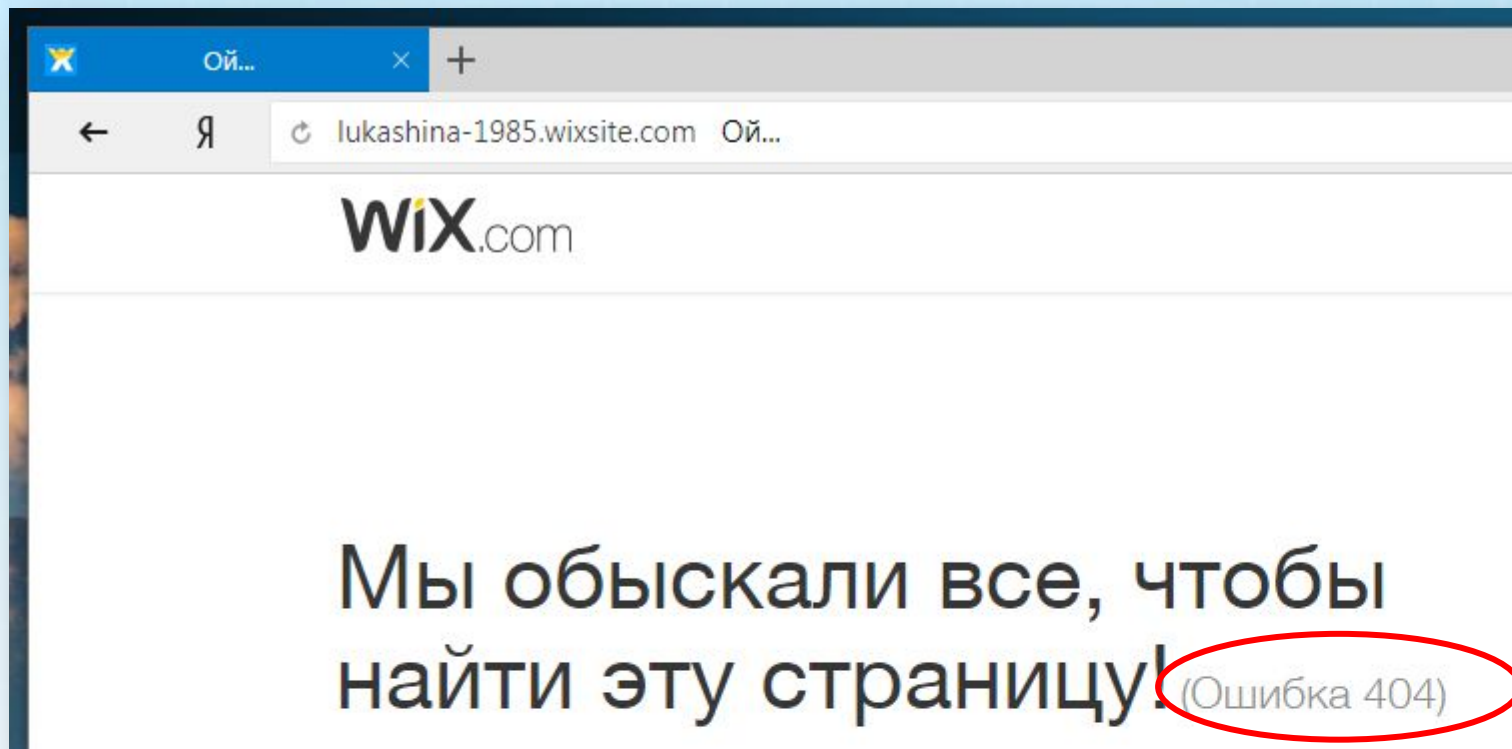 Ой...
Я lukashina-1985.wixsite.com Ой...
WiX.com
Мы обыскали все, чтобы
найти эту страницу! (Ошибка 404)